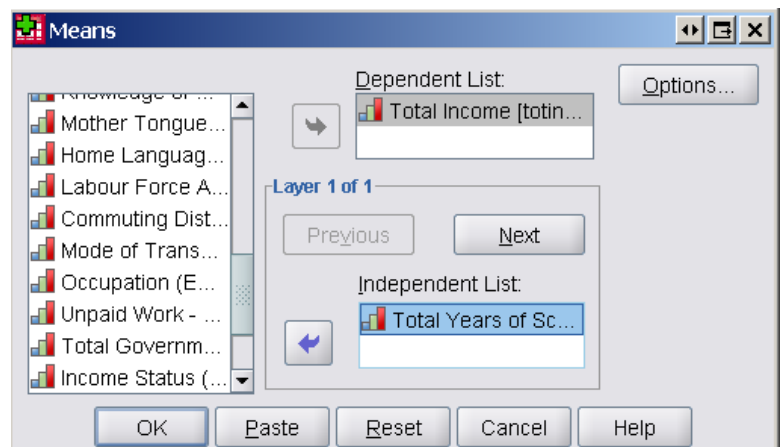 Means
Dependent List:
Options...
Total Income [totin...
Mother Tongue...
Home Languag...
Labour Force A...
Commuting Dist...
Mode of Trans...
Occupation (E...
Unpaid Work - ...
Total Governm...
Income Status (...
Layer 1 of 1
Previous
Next
Independent List:
Total Years of Sc...
OK
Paste
Reset
Cancel
Help